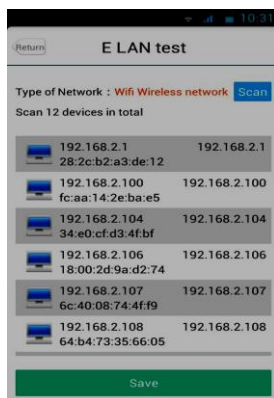 10:31
Return E LAN test
Type of Network : Wifi Wireless network Scan
Scan 12 devices in total
192.168.2.1 192.168.2.1
28:2c:b2:a3:de:12
192.168.2.100 192.168.2.100
fc:aa:14:2e:ba:e5
192.168.2.104 192.168.2.104
34:e0:cf:d3:4f:bf
192.168.2.106 192.168.2.106
18:00:2d:9a:d2:74
192.168.2.107 192.168.2.107
6c:40:08:74:4f:f9
192.168.2.108 192.168.2.108
64:b4:73:35:66:05
Save